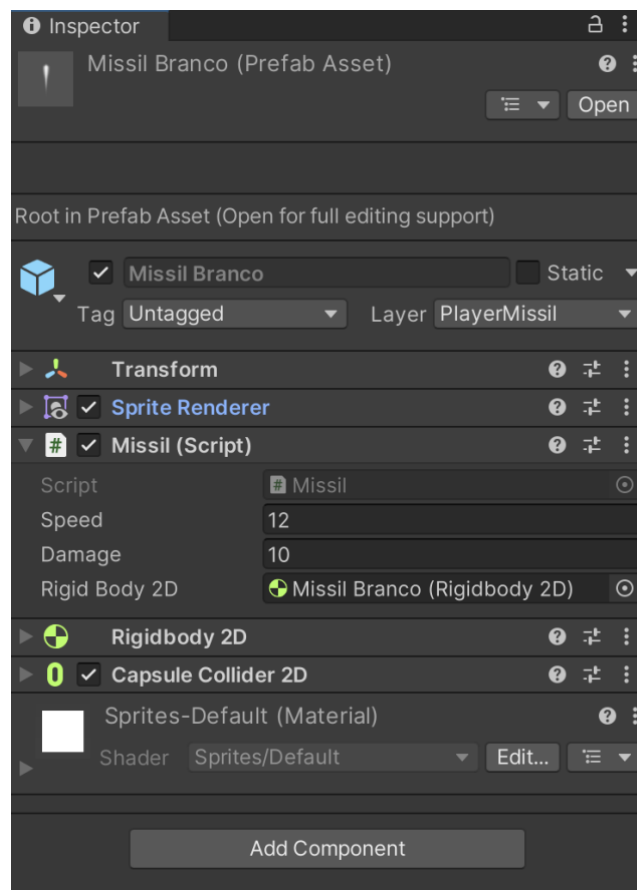 Inspector
Missil Branco (Prefab Asset)
Open
Root in Prefab Asset (Open for full editing support)
Missil Branco Static
Tag Untagged Layer PlayerMissil
Transform
Sprite Renderer
# Missil (Script)
Script # Missil
Speed 12
Damage 10
Rigid Body 2D Missil Branco (Rigidbody 2D)
Rigidbody 2D
Capsule Collider 2D
Sprites-Default (Material)
Shader Sprites/Default Edit...
Add Component